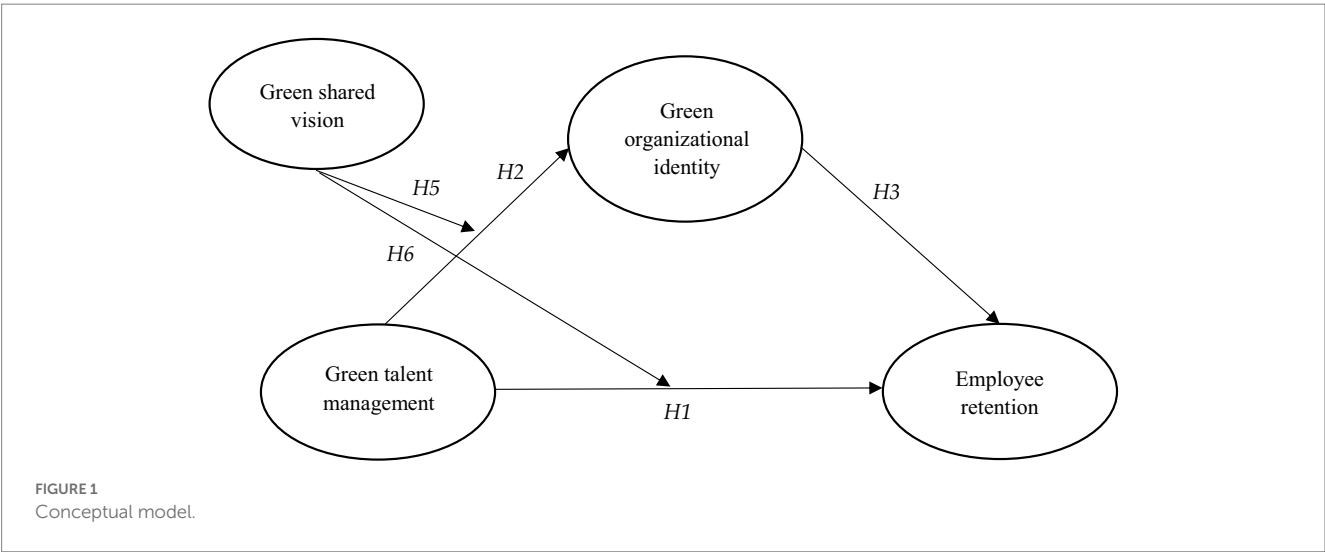 Green shared
vision
Green
organizational
identity
H5
H2
H3
H6
Green talent
management
H1
Employee
retention
FIGURE 1
Conceptual model.